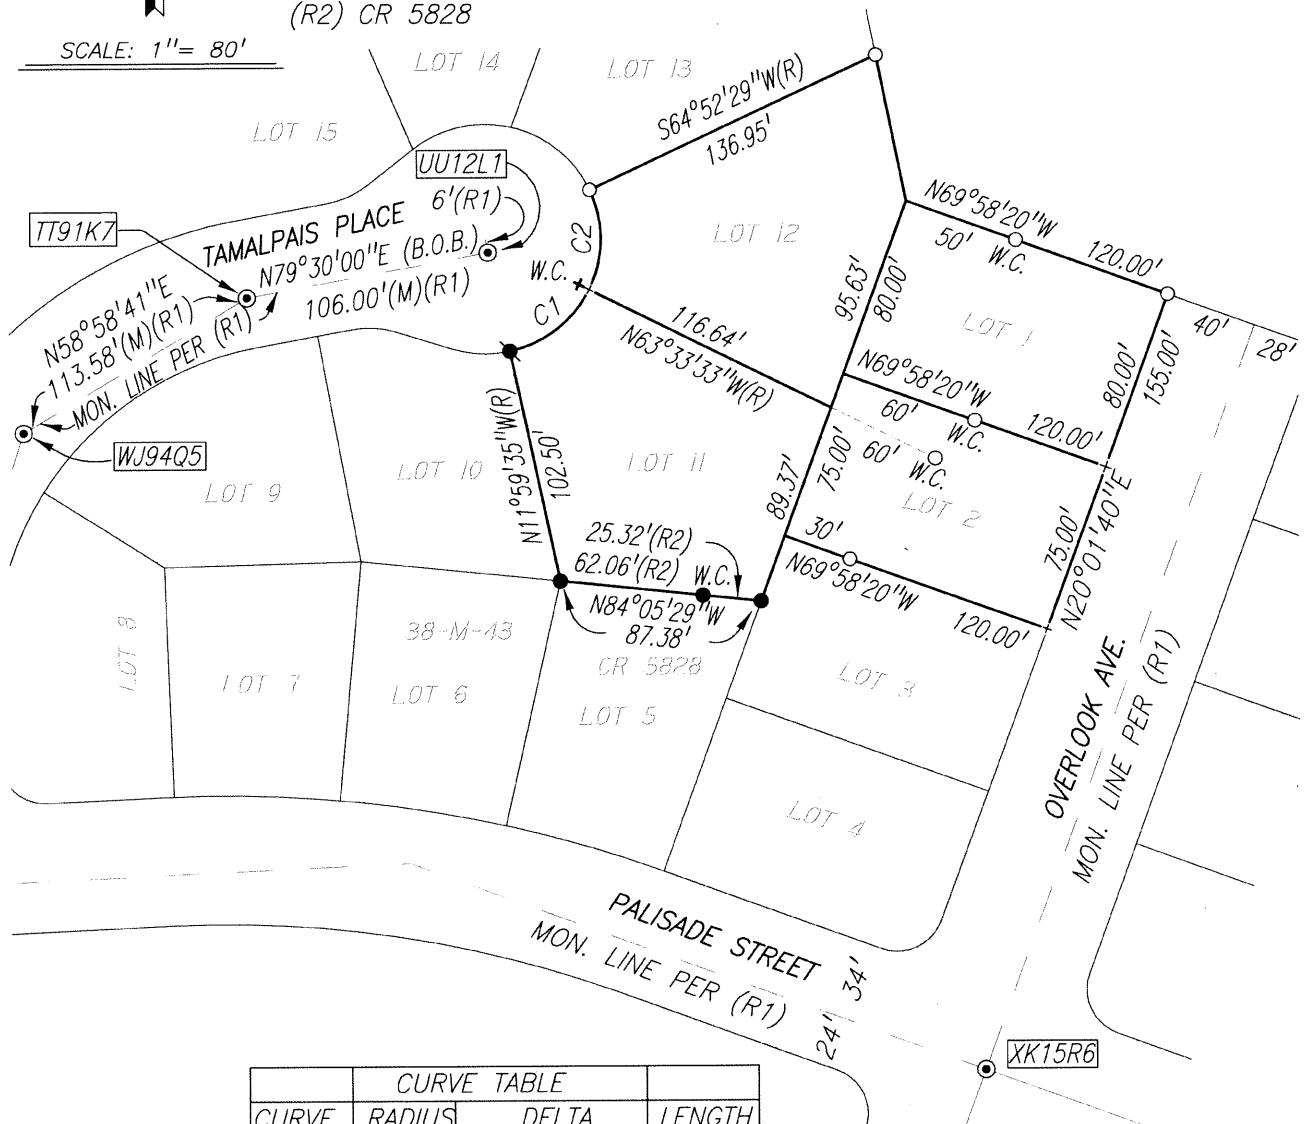 (R2) CR 5828
SCALE: 1"= 80'
LOT 14
LOT 13
LOT 15
S64°52'29"W(R)
136.95'
UU12L1
6'(R1)
TT91K7
TAMALPAIS PLACE
N79°30'00"E (B.O.B.)
106.00'(M)(R1)
C2
W.C.
C1
LOT 12
N69°58'20"W
50'
W.C.
120.00'
40'
28'
N58°58'41"E
113.58'(M)(R1)
MON. LINE PER (R1)
WJ94Q5
95.63'
80.00'
LOT 1
116.64'
N63°33'33"W(R)
N69°58'20"W
60'
W.C.
120.00'
80.00'
155.00'
N11°59'35"W(R)
102.50'
LOT 9
LOT 10
LOT 11
89.37'
75.00'
60'
W.C.
LOT 2
75.00'
N20°01'40"E
30'
N69°58'20"W
120.00'
25.32'(R2)
62.06'(R2)
W.C.
N84°05'29"W
87.38'
38-M-43
CR 5828
LOT 8
LOT 7
LOT 6
LOT 5
LOT 3
LOT 4
OVERLOOK AVE.
MON. LINE PER (R1)
PALISADE STREET
MON. LINE PER (R1)
34'
24'
XK15R6
CURVE TABLE
CURVE RADIUS DELTA LENGTH